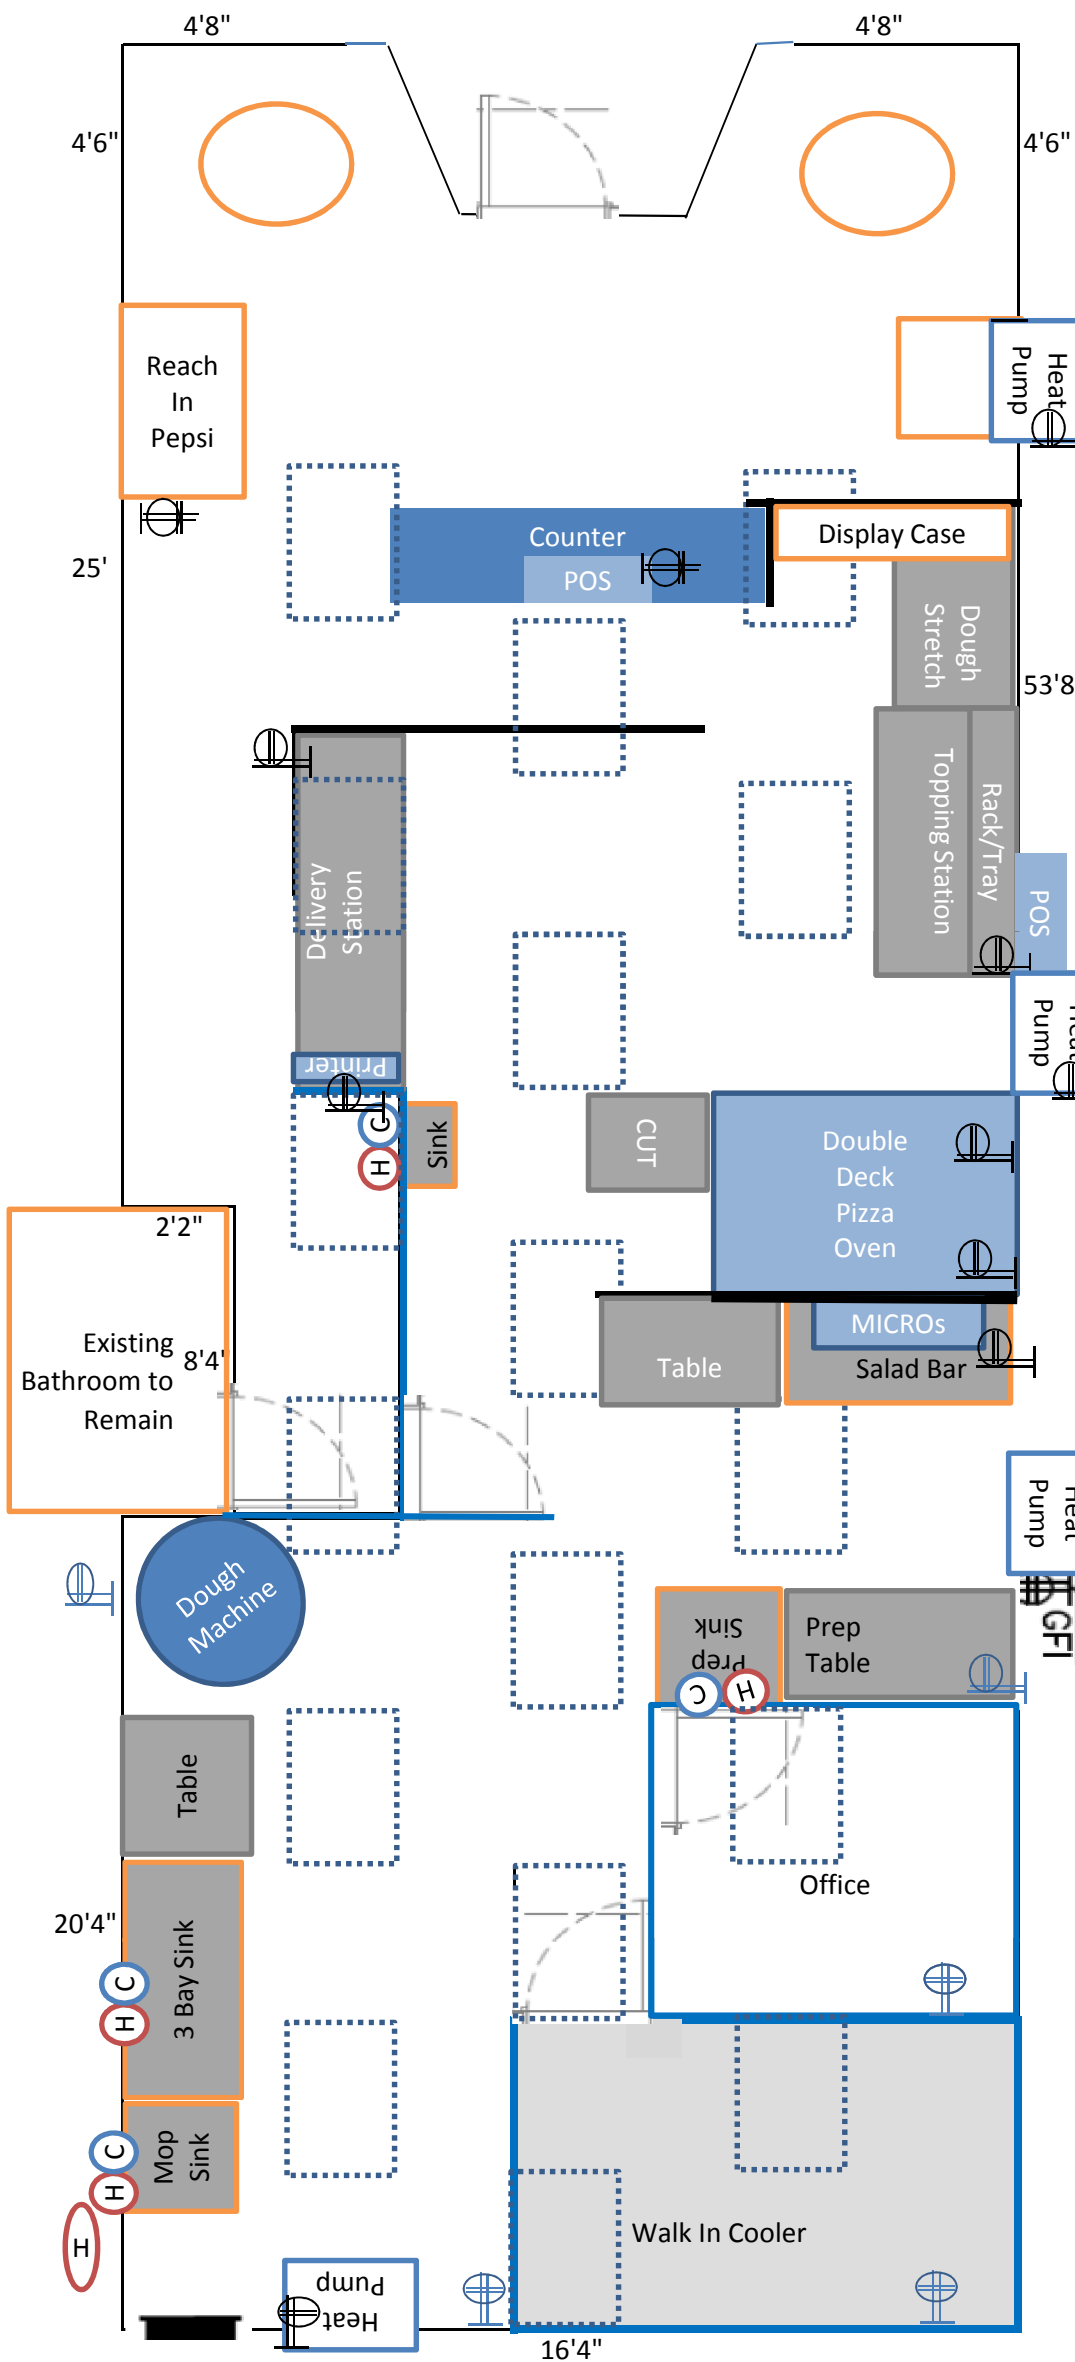 4'8"
4'8"
4'6"
4'6"
Reach
In
Pepsi
Heat
Pump
Counter
POS
Display Case
25'
Dough
Stretch
53'8
Topping Station
Rack/Tray
POS
Delivery
Station
Printer
Heat
Pump
C
H
Sink
CUT
Double
Deck
Pizza
Oven
2'2"
Existing
Bathroom to
Remain
8'4'
MICROs
Salad Bar
Table
Heat
Pump
GFI
Dough
Machine
Prep
Sink
C
H
Prep
Table
Table
Office
20'4"
3 Bay Sink
C
H
Mop
Sink
C
H
H
Walk In Cooler
Heat
Pump
16'4"